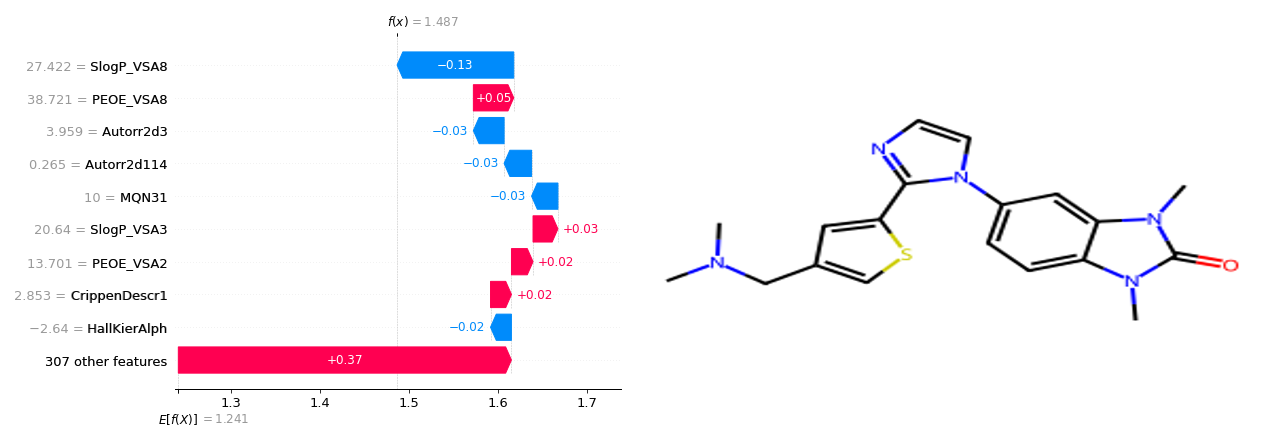 f(x) = 1.487
27.422 = SlogP_VSA8
−0.13
38.721 = PEOE_VSA8
+0.05
3.959 = Autorr2d3
−0.03
0.265 = Autorr2d114
−0.03
10 = MQN31
−0.03
20.64 = SlogP_VSA3
+0.03
13.701 = PEOE_VSA2
+0.02
2.853 = CrippenDescr1
+0.02
−2.64 = HallKierAlph
−0.02
307 other features
+0.37
1.3 1.4 1.5 1.6 1.7
E[f(X)] = 1.241
N
N
N
S
N
N
O